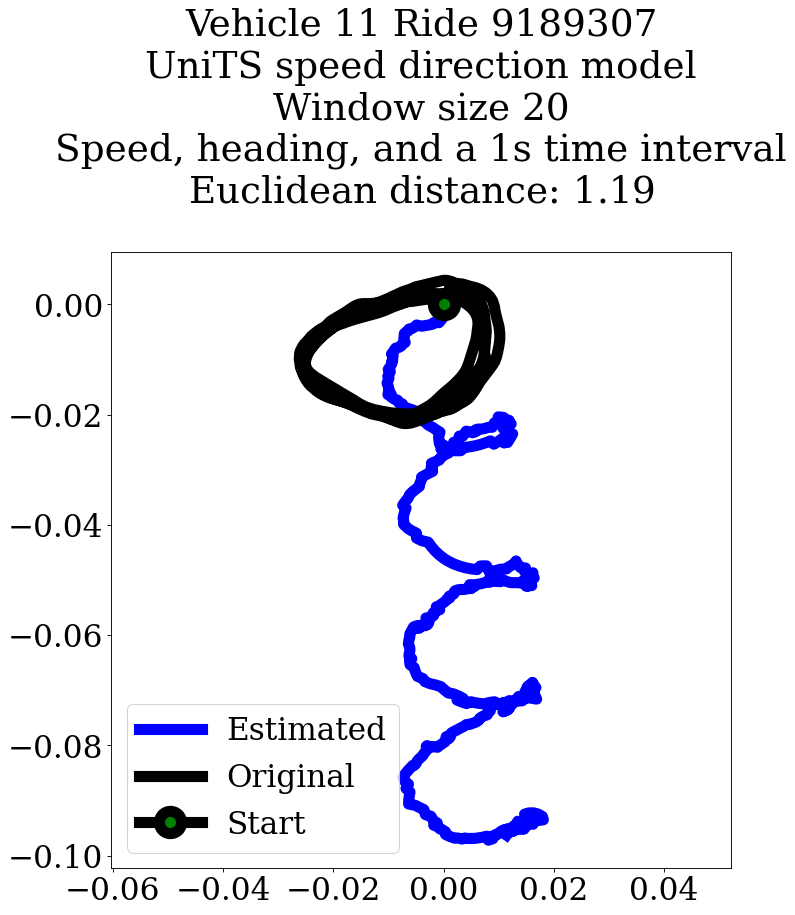 Vehicle 11 Ride 9189307
UniTS speed direction model
Window size 20
Speed, heading, and a 1s time interval
Euclidean distance: 1.19
0.00
−0.02
−0.04
−0.06
−0.08
−0.10
Estimated
Original
Start
−0.06 −0.04 −0.02 0.00 0.02 0.04